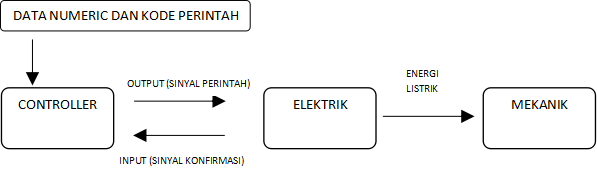 DATA NUMERIC DAN KODE PERINTAH
CONTROLLER
OUTPUT (SINYAL PERINTAH)
INPUT (SINYAL KONFIRMASI)
ELEKTRIK
ENERGI
LISTRIK
MEKANIK